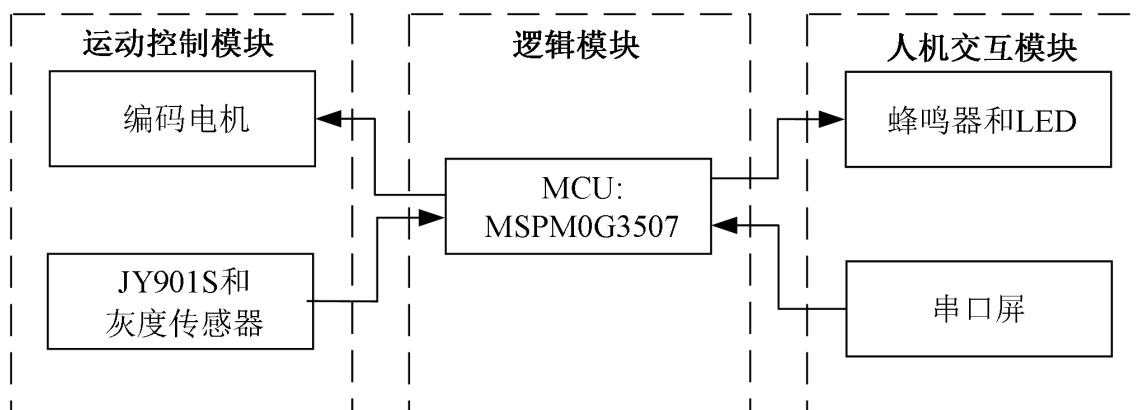 运动控制模块
编码电机
JY901S和
灰度传感器
逻辑模块
MCU:
MSPM0G3507
人机交互模块
蜂鸣器和LED
串口屏